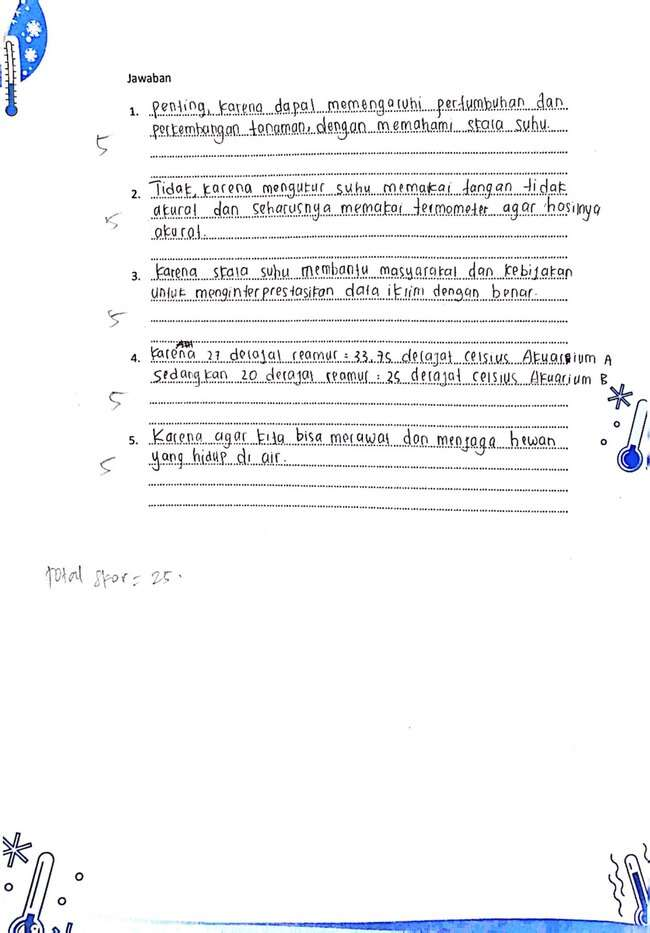 Jawaban
1. Penting, karena dapat memengaruhi pertumbuhan dan
perkembangan tanaman, dengan memahami skala suhu.
5
2. Tidak, karena mengukur suhu memakai tangan tidak
akurat dan seharusnya memakai termometer agar hasilnya
5
akurat.
3. Karena skala suhu membantu masyarakat dan kebijakan
untuk menginterprestasikan data iklim dengan benar.
5
4. Karena 27 derajat reamur = 33,75 derajat celsius Akuarium A
sedangkan 20 derajat reamur = 25 derajat celsius Akuarium B
5
5. Karena agar kita bisa merawat dan menjaga hewan
yang hidup di air.
5
Total skor = 25.